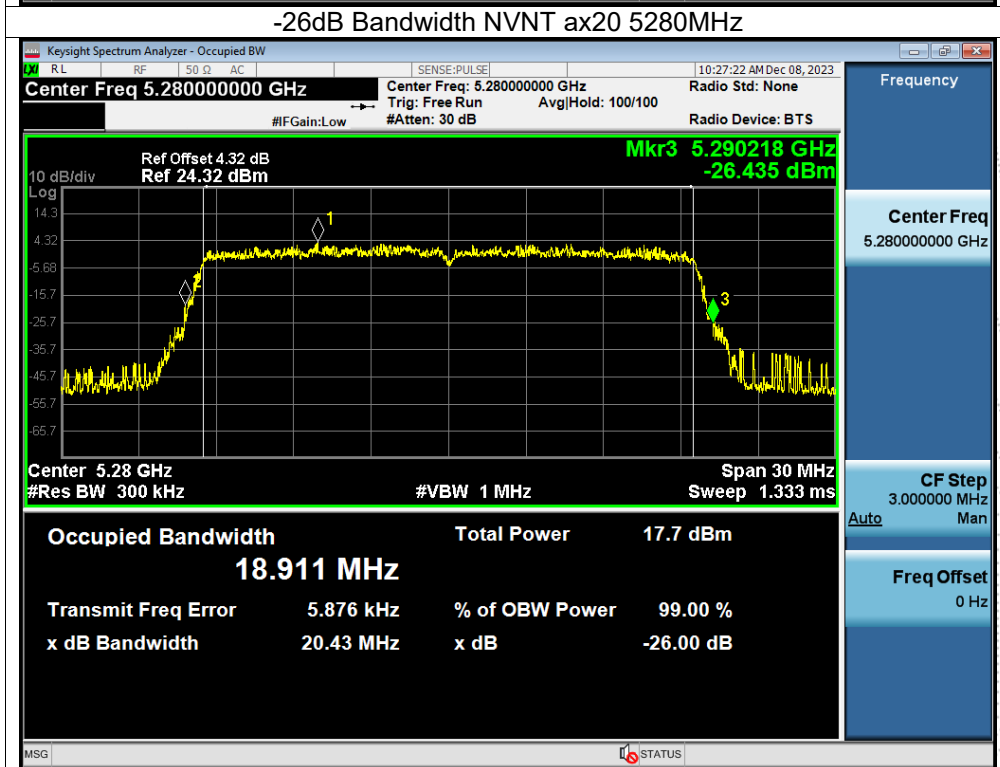 -26dB Bandwidth NVNT ax20 5280MHz
Keysight Spectrum Analyzer - Occupied BW
LXI RL RF 50 Ω AC SENSE:PULSE 10:27:22 AM Dec 08, 2023
Center Freq 5.280000000 GHz
Center Freq: 5.280000000 GHz Radio Std: None
Trig: Free Run Avg|Hold: 100/100
#IFGain:Low #Atten: 30 dB Radio Device: BTS
Frequency
Mkr3 5.290218 GHz
-26.435 dBm
Ref Offset 4.32 dB
10 dB/div Ref 24.32 dBm
Log
14.3
4.32
-5.68
-15.7
-25.7
-35.7
-45.7
-55.7
-65.7
1
2
3
Center 5.28 GHz Span 30 MHz
#Res BW 300 kHz #VBW 1 MHz Sweep 1.333 ms
Occupied Bandwidth Total Power 17.7 dBm
18.911 MHz
Transmit Freq Error 5.876 kHz % of OBW Power 99.00 %
x dB Bandwidth 20.43 MHz x dB -26.00 dB
Center Freq
5.280000000 GHz
CF Step
3.000000 MHz
Auto Man
Freq Offset
0 Hz
MSG STATUS